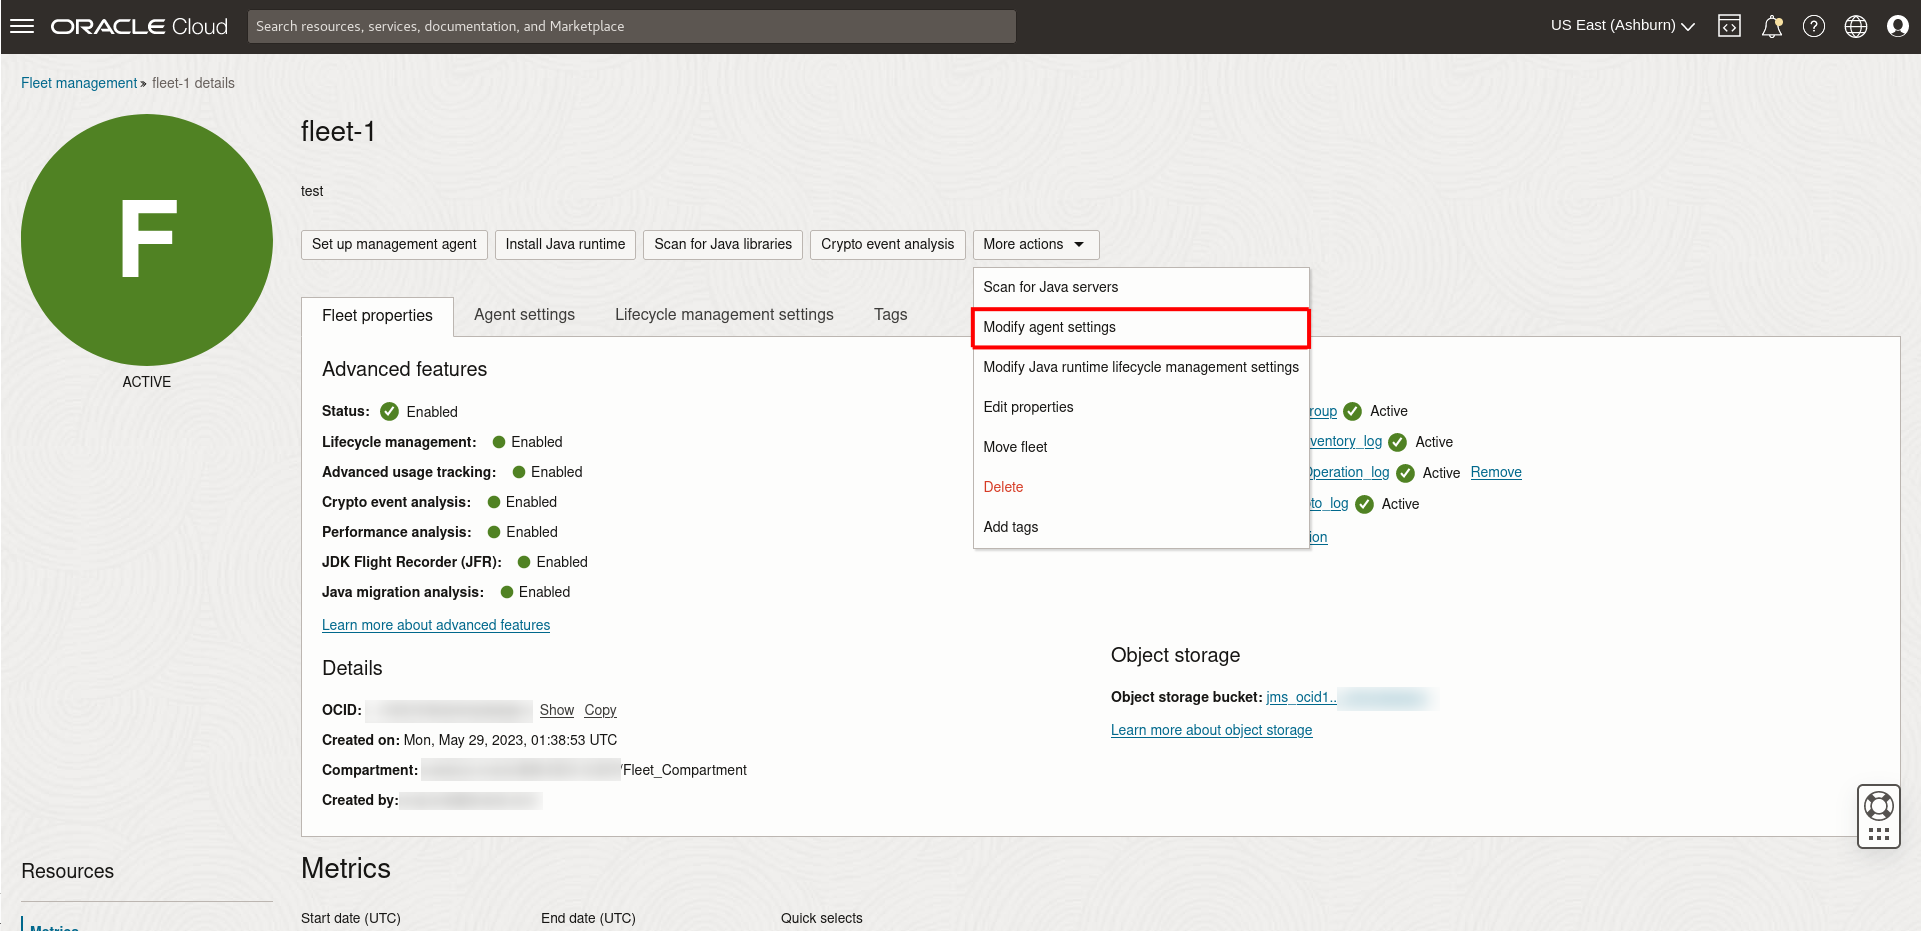 ORACLE Cloud
Search resources, services, documentation, and Marketplace
US East (Ashburn)
Fleet management » fleet-1 details
F
ACTIVE
fleet-1
test
Set up management agent
Install Java runtime
Scan for Java libraries
Crypto event analysis
More actions
Scan for Java servers
Modify agent settings
Modify Java runtime lifecycle management settings
Edit properties
Move fleet
Delete
Add tags
Fleet properties
Agent settings
Lifecycle management settings
Tags
Advanced features
Status: Enabled
Lifecycle management: Enabled
Advanced usage tracking: Enabled
Crypto event analysis: Enabled
Performance analysis: Enabled
JDK Flight Recorder (JFR): Enabled
Java migration analysis: Enabled
Learn more about advanced features
roup Active
ventory_log Active
Operation_log Active Remove
to_log Active
ion
Details
OCID: Show Copy
Created on: Mon, May 29, 2023, 01:38:53 UTC
Compartment: /Fleet_Compartment
Created by:
Object storage
Object storage bucket: jms_ocid1..
Learn more about object storage
Resources
Metrics
Metrics
Start date (UTC)
End date (UTC)
Quick selects